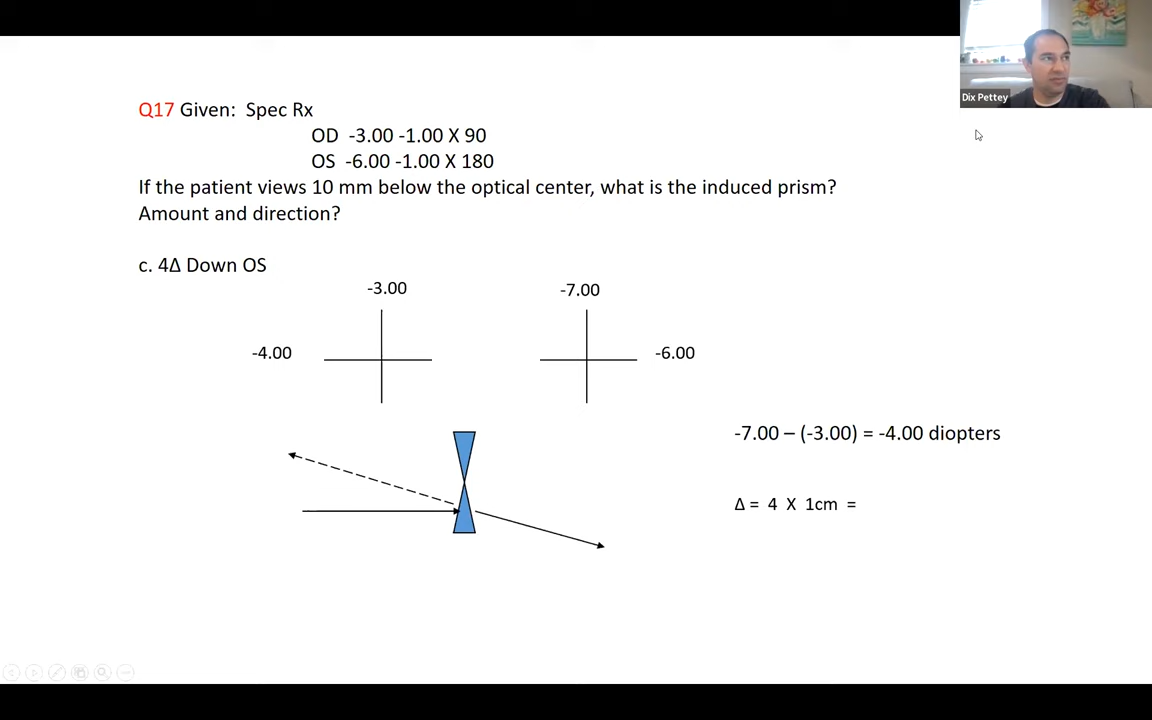 Dix Pettey
Q17 Given: Spec Rx
OD -3.00 -1.00 X 90
OS -6.00 -1.00 X 180
If the patient views 10 mm below the optical center, what is the induced prism?
Amount and direction?
c. 4Δ Down OS
-3.00
-7.00
-4.00
-6.00
-7.00 – (-3.00) = -4.00 diopters
Δ = 4 X 1cm =